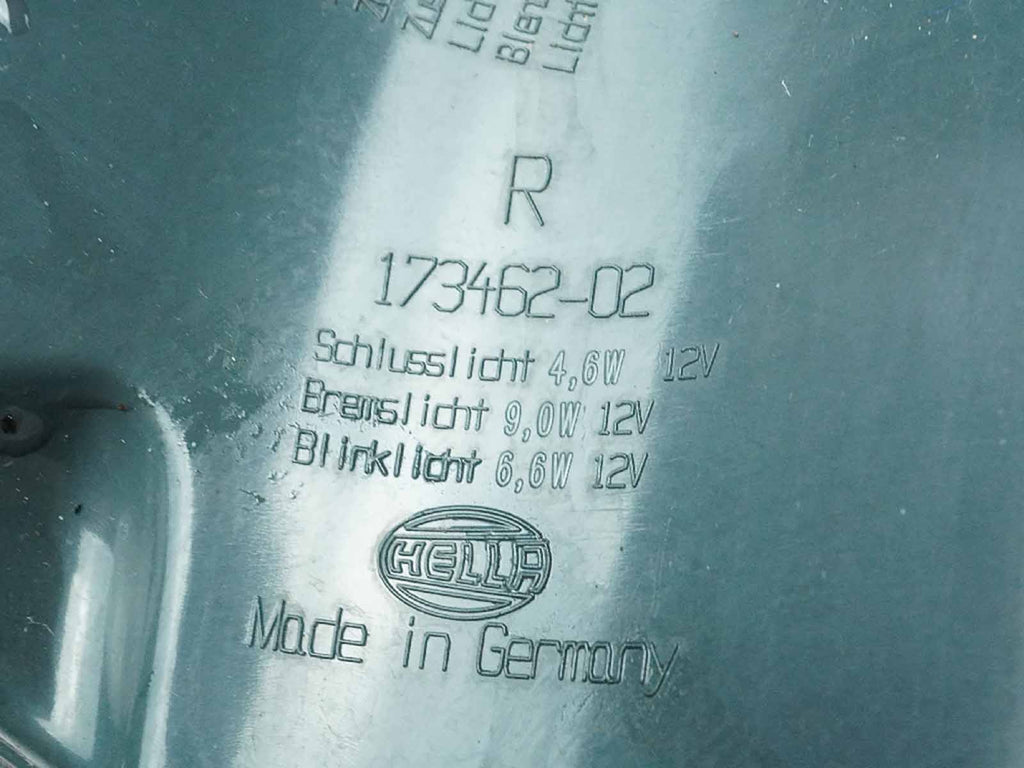 R
173462-02
Schlusslicht 4,6W 12V
Bremslicht 9,0W 12V
Blinklicht 6,6W 12V
HELLA
Made in Germany